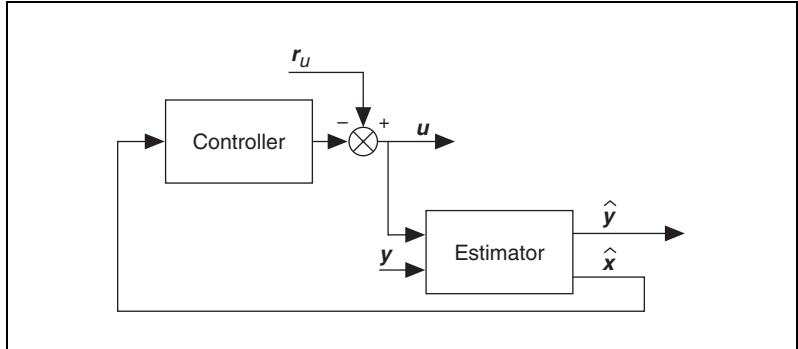 r_u
− +
u
Controller
ŷ
y
Estimator
x̂